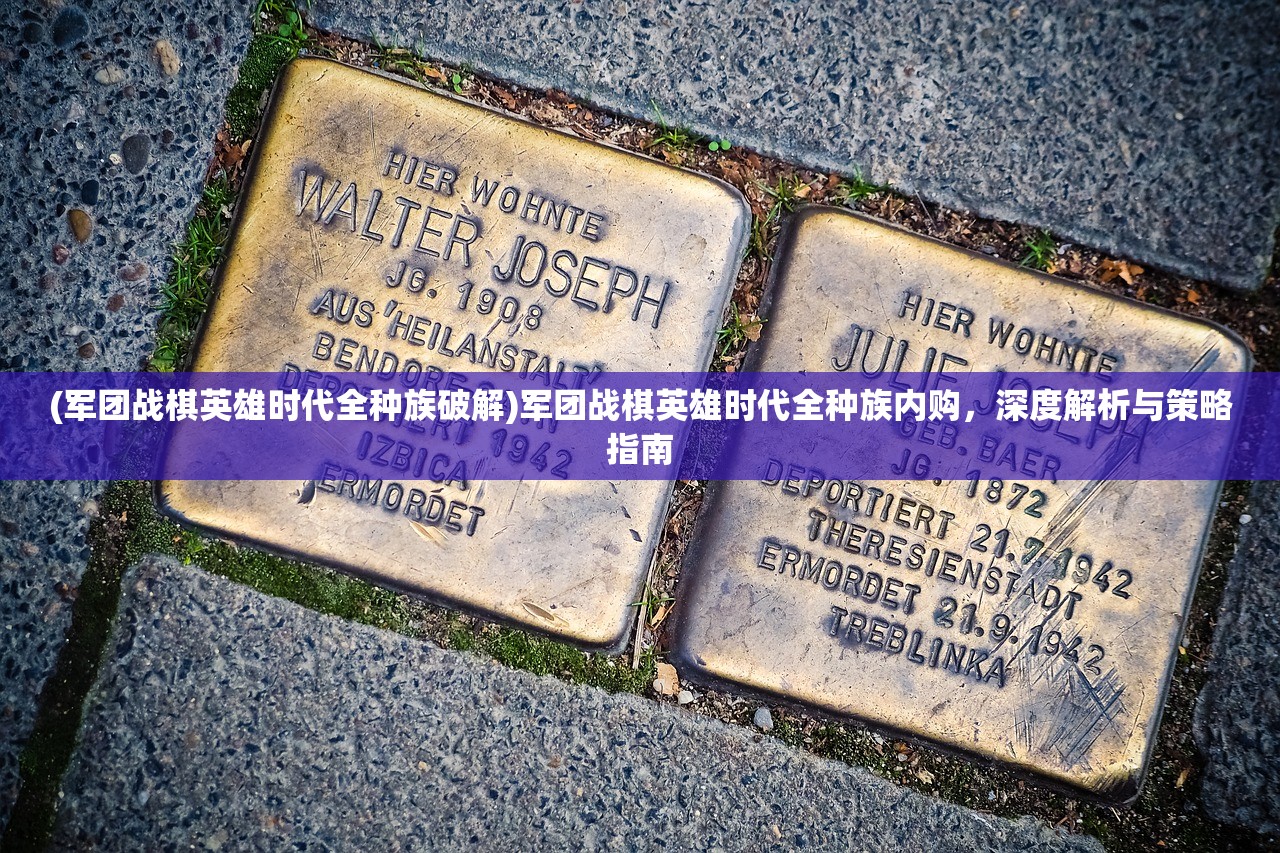 HIER WOHNTE
WALTER JOSEPH
JG. 1908
AUS 'HEILANSTALT'
BENDORF
DEPORTIERT 1942
IZBICA
ERMORDET
HIER WOHNTE
JULIE JOSEPH
GEB. BAER
JG. 1872
DEPORTIERT 21.7.1942
THERESIENSTADT
ERMORDET 21.9.1942
TREBLINKA
(军团战棋英雄时代全种族破解)军团战棋英雄时代全种族内购，深度解析与策略
指南